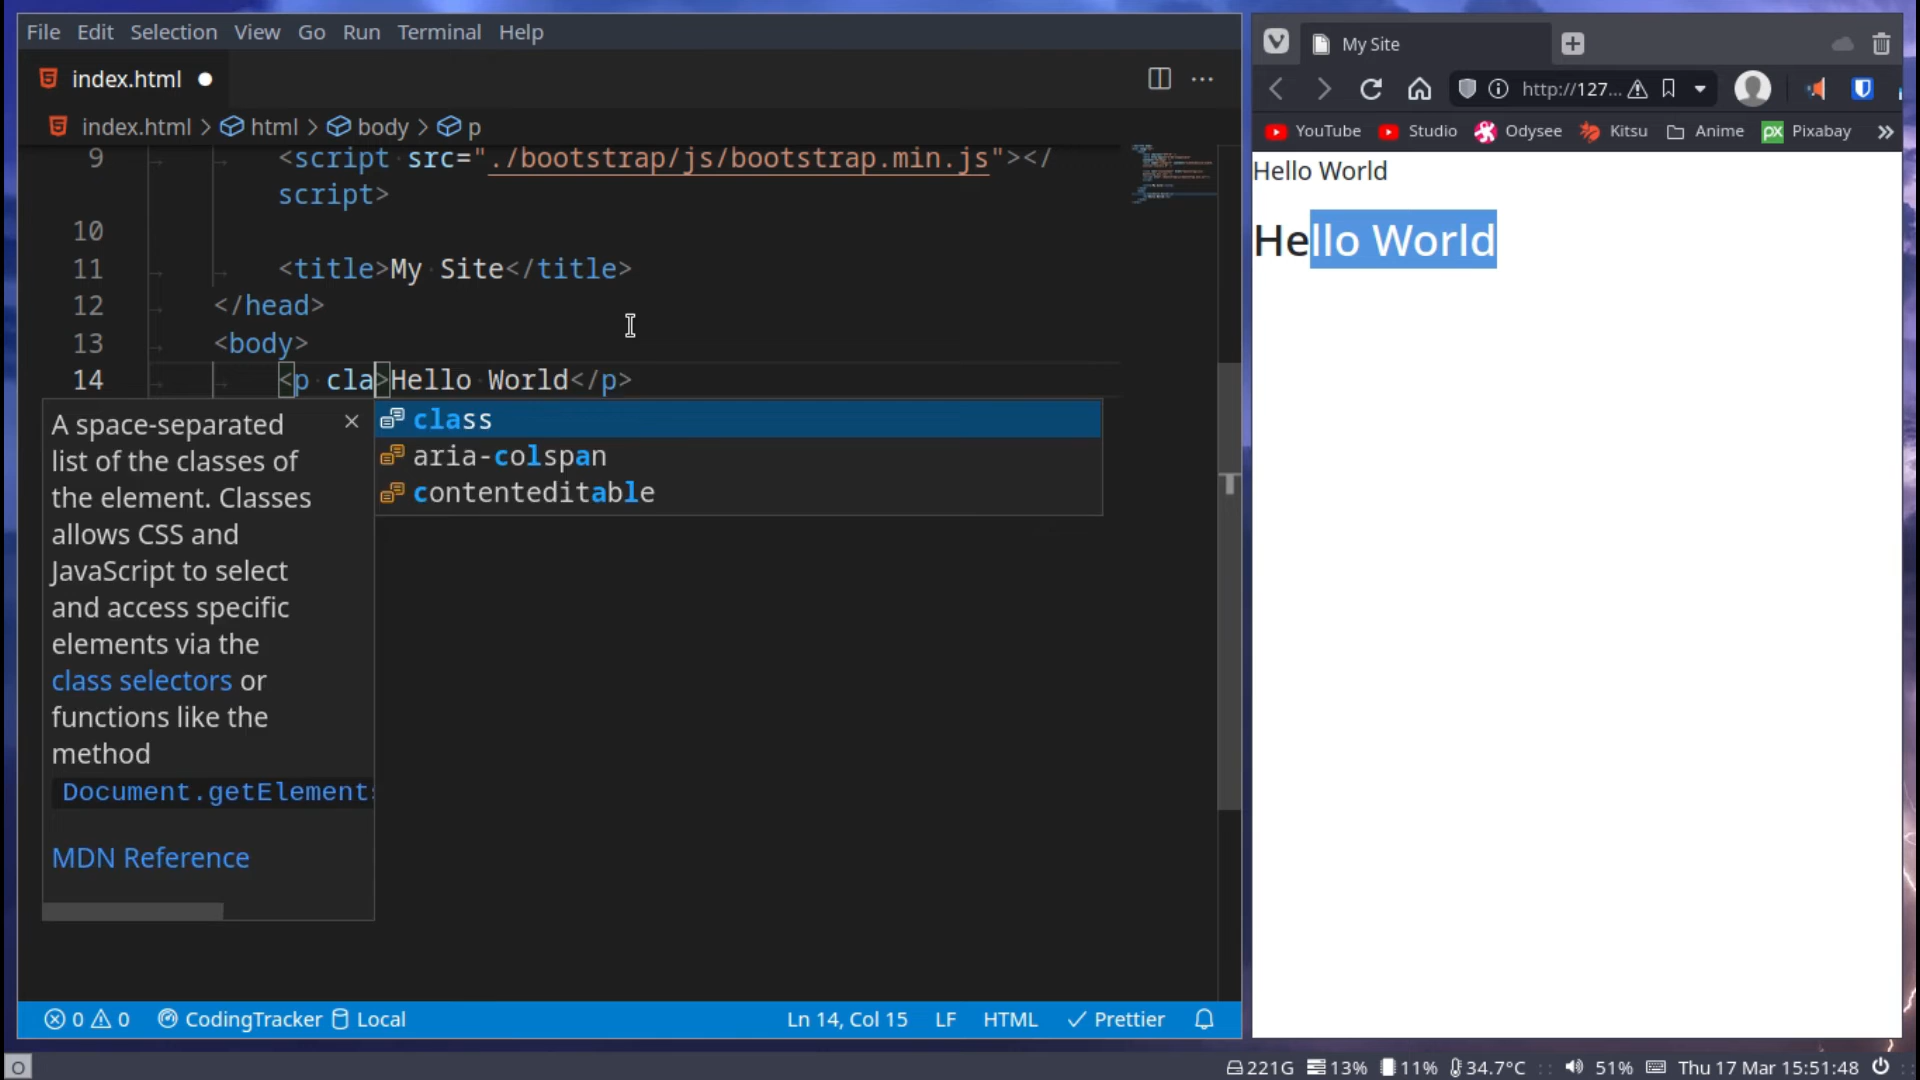 File Edit Selection View Go Run Terminal Help
index.html
index.html > html > body > p
9 <script src="./bootstrap/js/bootstrap.min.js"></
script>
10
11 <title>My Site</title>
12 </head>
13 <body>
14 <p cla>Hello World</p>
class
aria-colspan
contenteditable
A space-separated
list of the classes of
the element. Classes
allows CSS and
JavaScript to select
and access specific
elements via the
class selectors or
functions like the
method
Document.getElement
MDN Reference
0 0 CodingTracker Local Ln 14, Col 15 LF HTML Prettier
My Site
http://127...
YouTube Studio Odysee Kitsu Anime Pixabay
Hello World
Hello World
221G 13% 11% 34.7°C 51% Thu 17 Mar 15:51:48